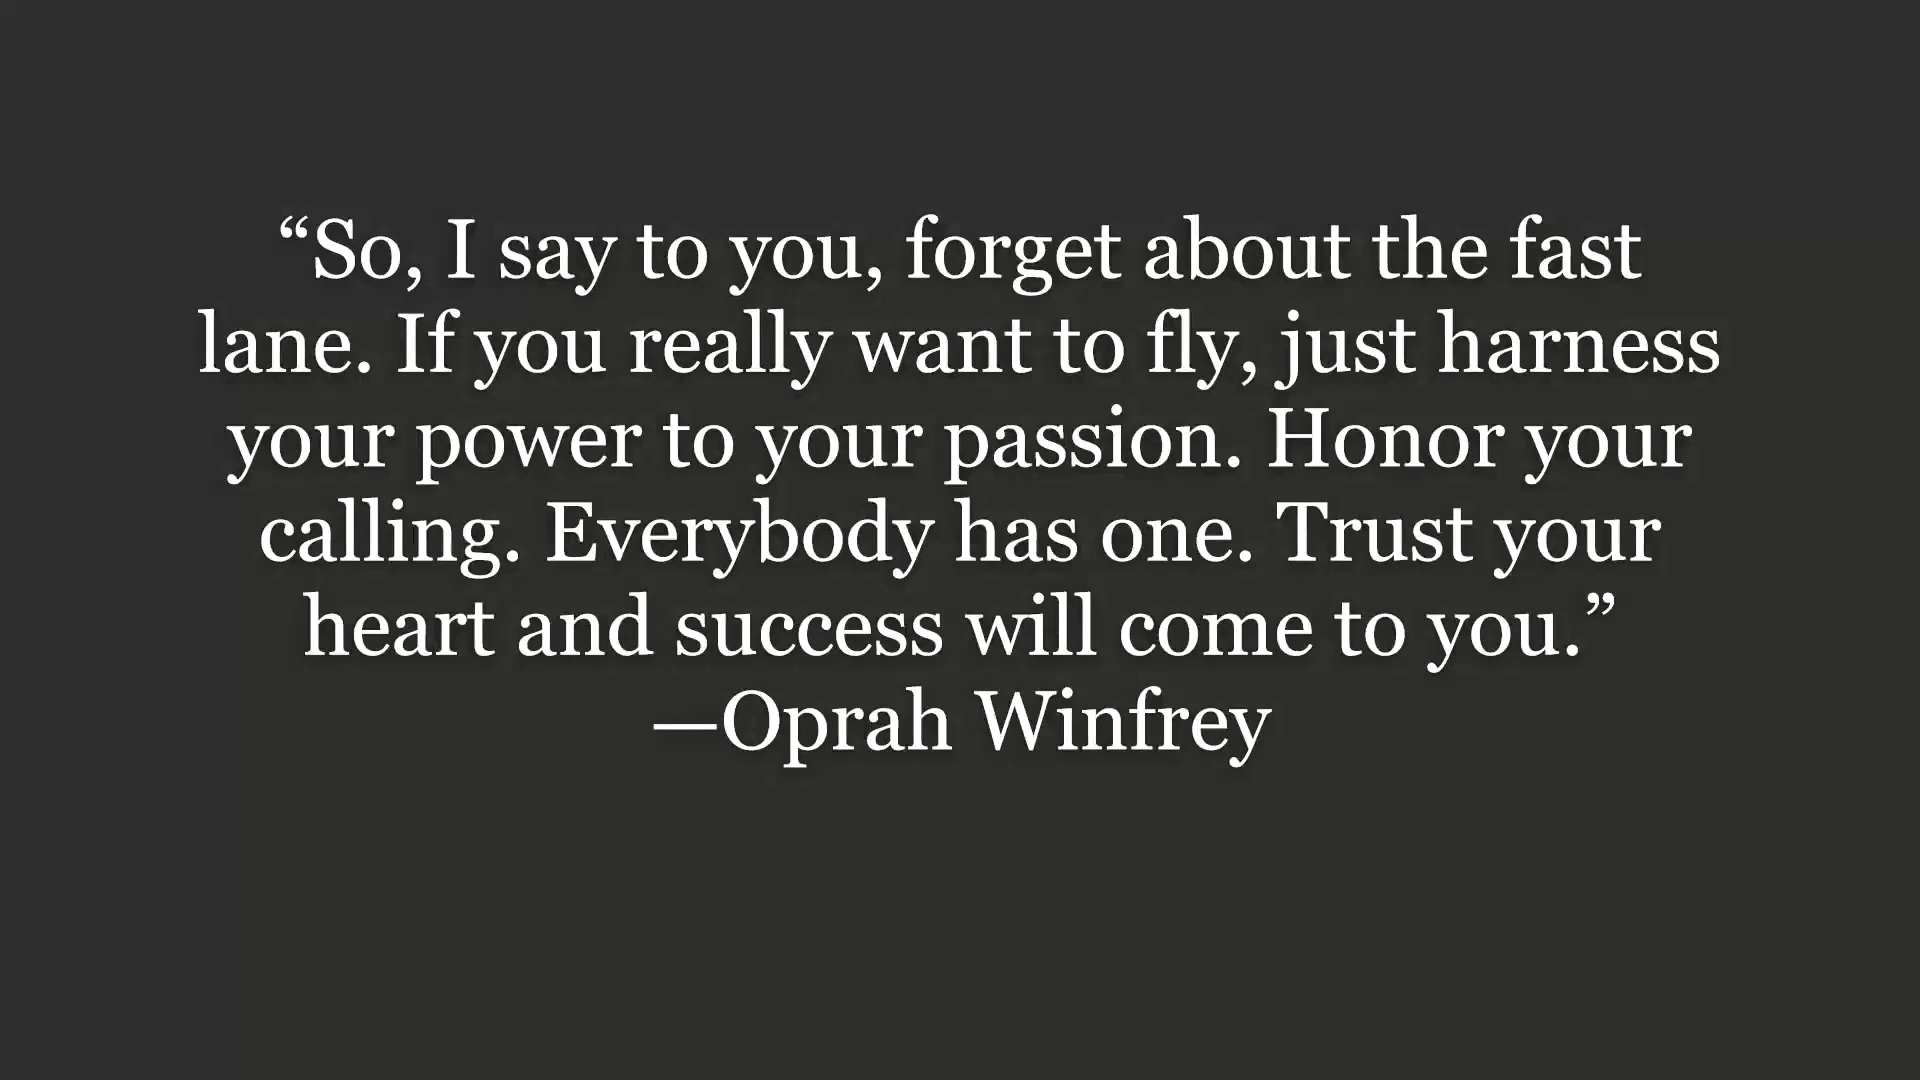 “So, I say to you, forget about the fast
lane. If you really want to fly, just harness
your power to your passion. Honor your
calling. Everybody has one. Trust your
heart and success will come to you.”
—Oprah Winfrey